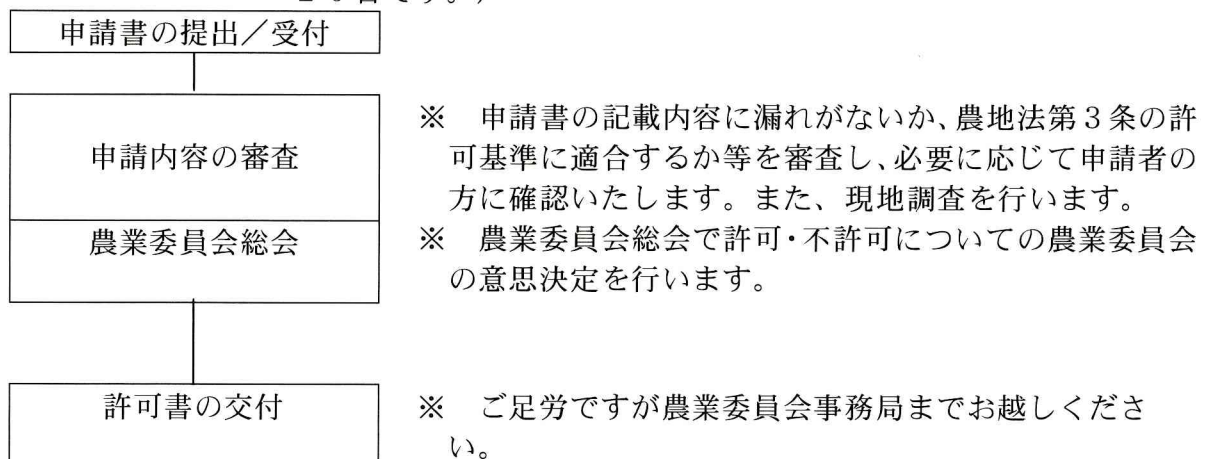 申請書の提出/受付
申請内容の審査
※ 申請書の記載内容に漏れがないか、農地法第3条の許
可基準に適合するか等を審査し、必要に応じて申請者の
方に確認いたします。また、現地調査を行います。
農業委員会総会
※ 農業委員会総会で許可・不許可についての農業委員会
の意思決定を行います。
許可書の交付
※ ご足労ですが農業委員会事務局までお越しくださ
い。